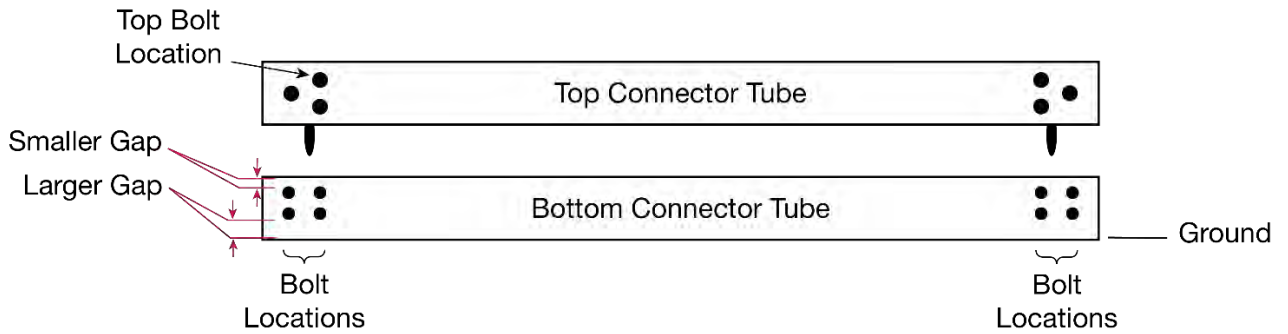 Top Bolt
Location
Top Connector Tube
Smaller Gap
Larger Gap
Bottom Connector Tube
Ground
Bolt
Locations
Bolt
Locations